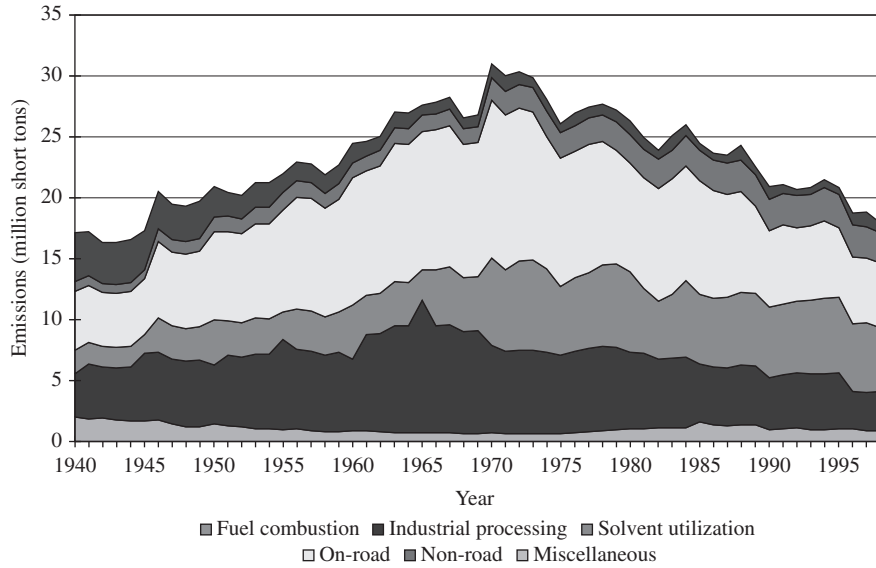 35
30
25
20
15
10
5
0
Emissions (million short tons)
1940 1945 1950 1955 1960 1965 1970 1975 1980 1985 1990 1995
Year
Fuel combustion Industrial processing Solvent utilization
On-road Non-road Miscellaneous